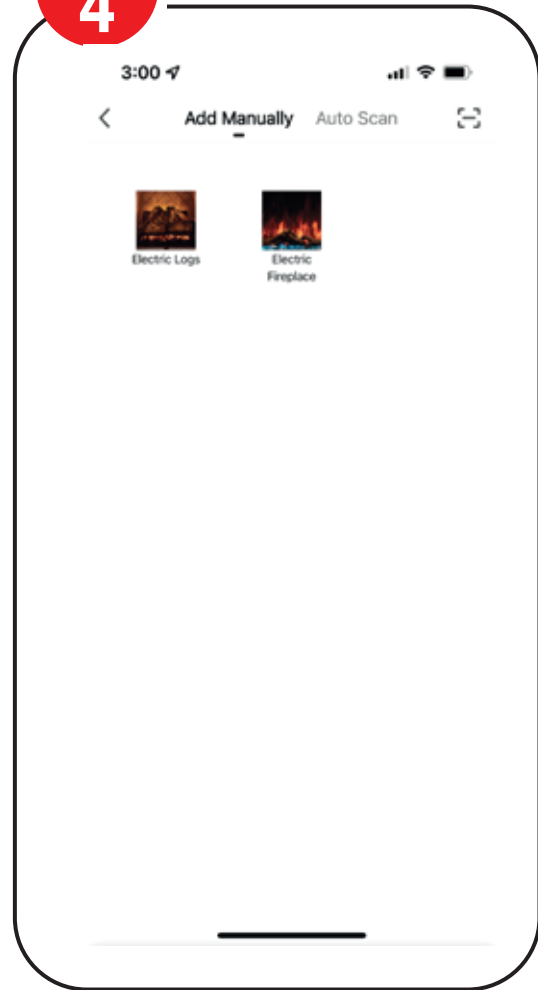 4
3:00
Add Manually Auto Scan
Electric Logs
Electric
Fireplace